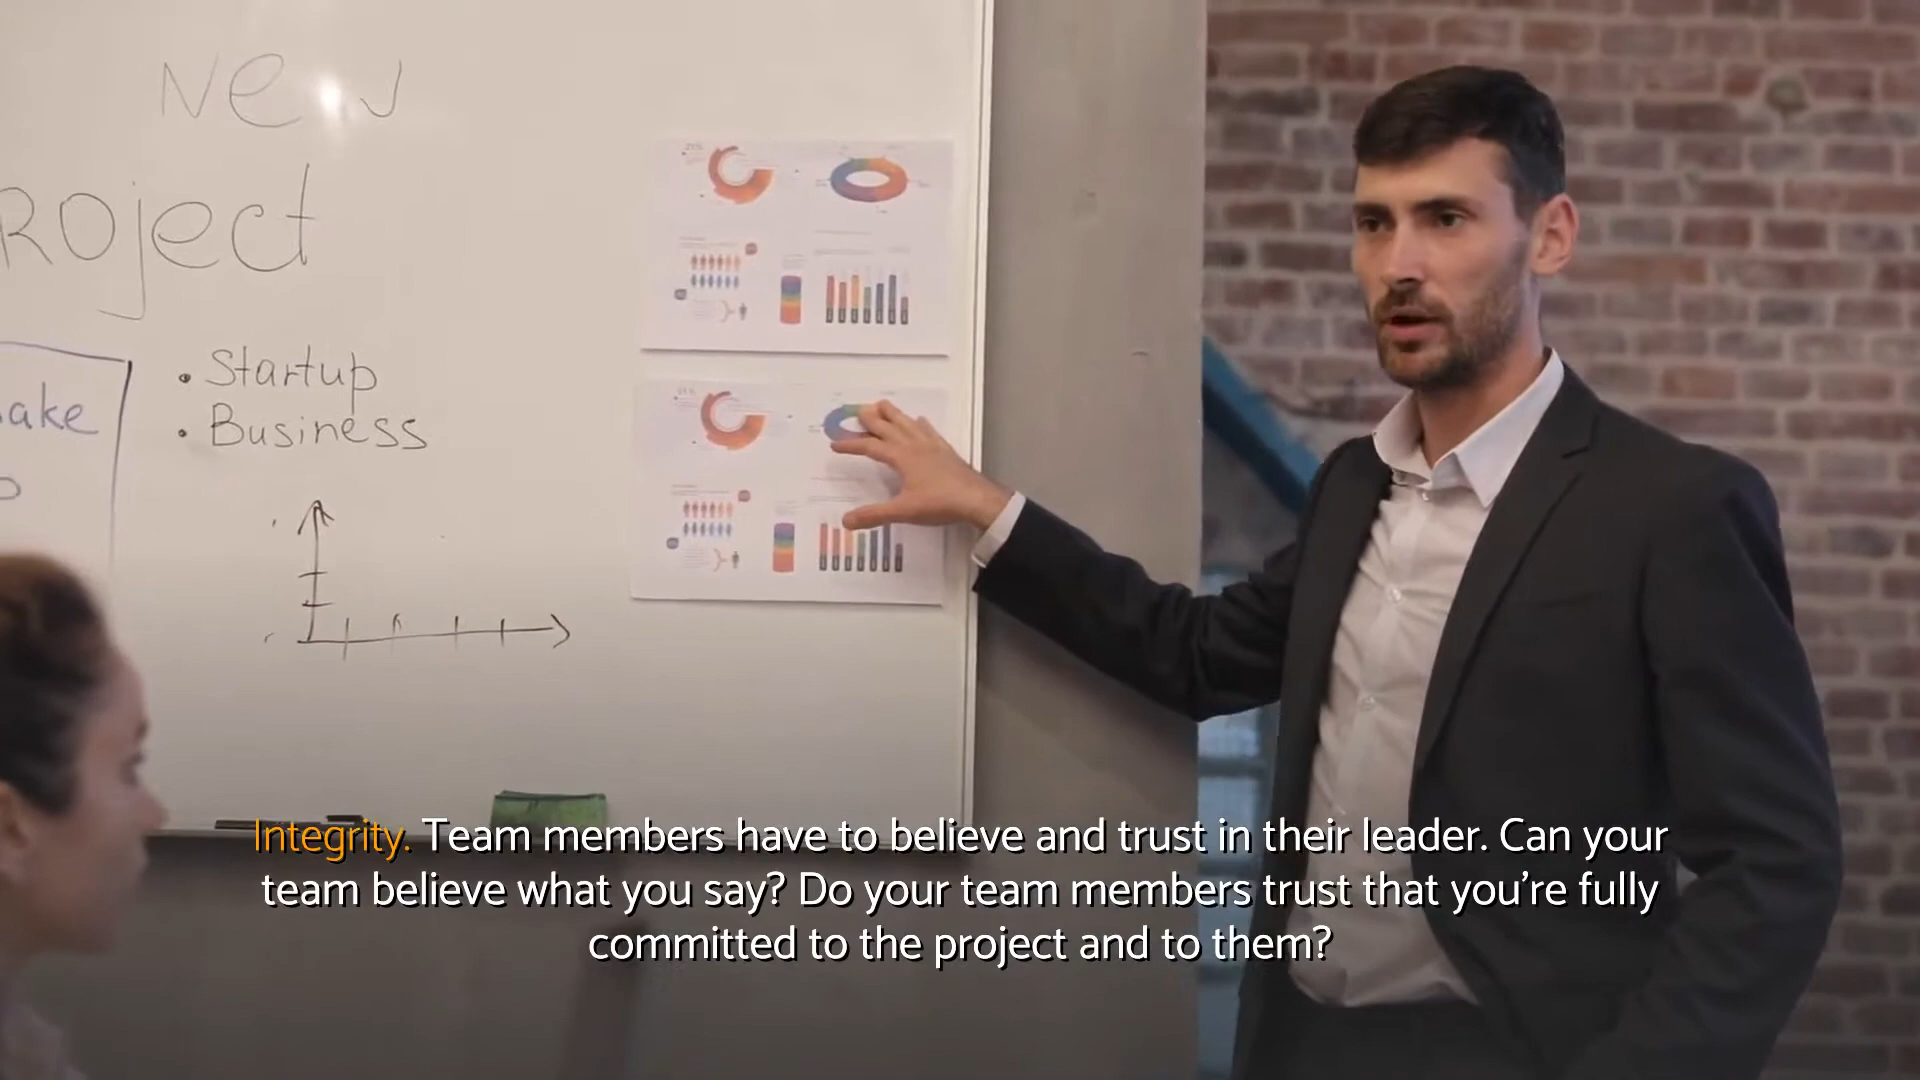 New
Project
ake
• Startup
• Business
Integrity. Team members have to believe and trust in their leader. Can your
team believe what you say? Do your team members trust that you're fully
committed to the project and to them?